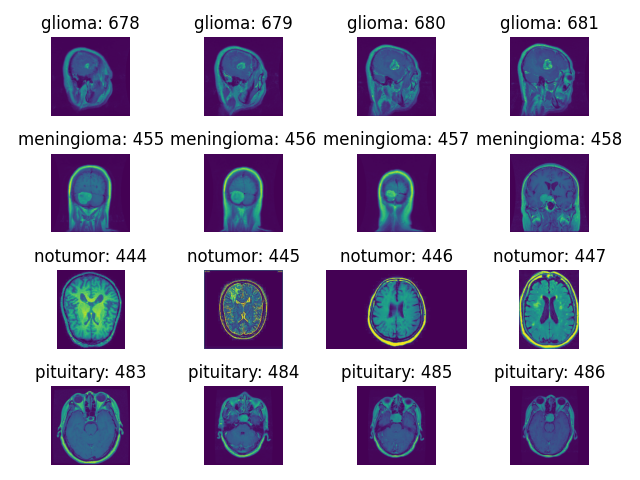 glioma: 678 glioma: 679 glioma: 680 glioma: 681
meningioma: 455 meningioma: 456 meningioma: 457 meningioma: 458
notumor: 444 notumor: 445 notumor: 446 notumor: 447
pituitary: 483 pituitary: 484 pituitary: 485 pituitary: 486